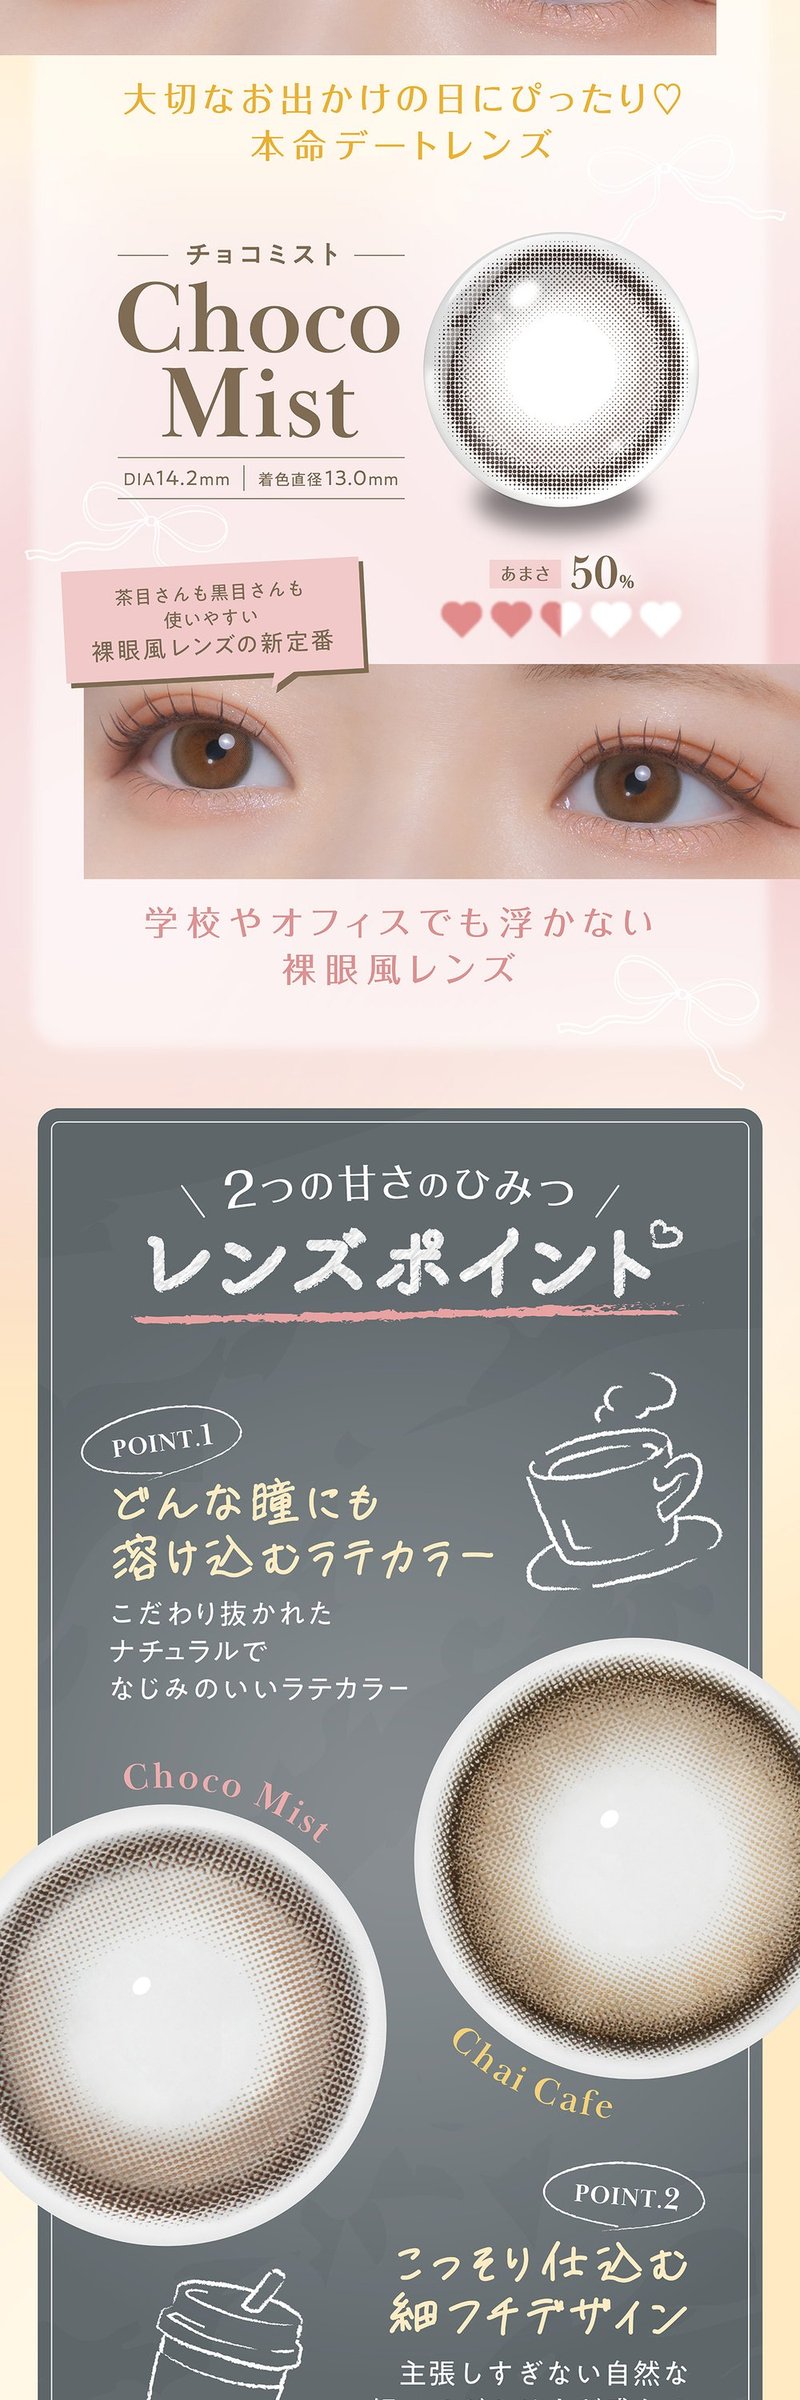 大切なお出かけの日にぴったり♡
本命デートレンズ
チョコミスト
Choco
Mist
DIA14.2mm
着色直径13.0mm
あまさ 50%
茶目さんも黒目さんも
使いやすい
裸眼風レンズの新定番
学校やオフィスでも浮かない
裸眼風レンズ
2つの甘さのひみつ
レンズポイント
POINT.1
どんな瞳にも
溶け込むラテカラー
こだわり抜かれた
ナチュラルで
なじみのいいラテカラー
Choco Mist
Chai Cafe
POINT.2
こっそり仕込む
細フチデザイン
主張しすぎない自然な